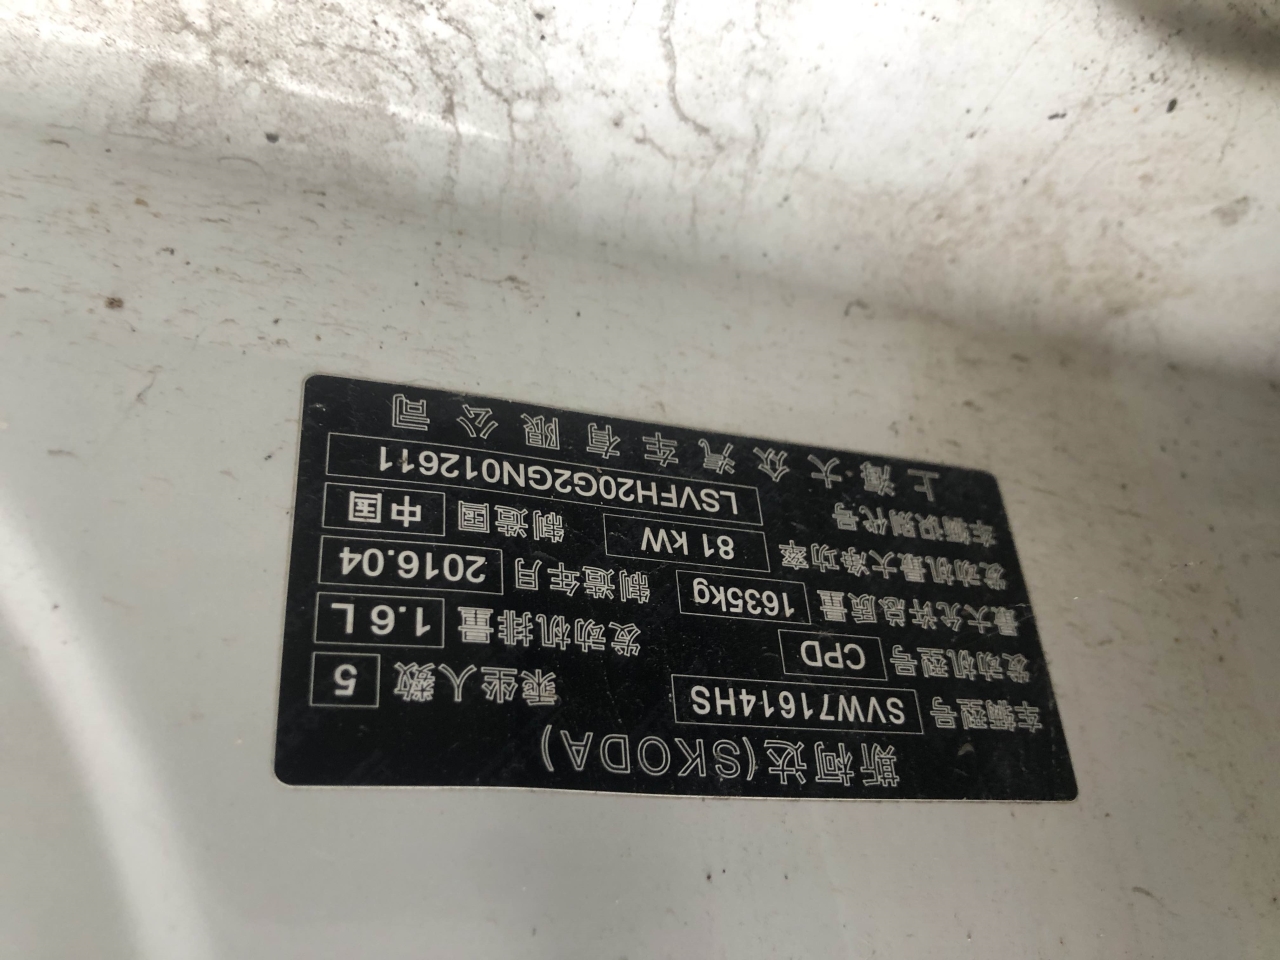 斯柯达(SKODA)
车辆型号 SVW71614HS 乘坐人数 5
发动机型号 CPD 发动机排量 1.6 L
最大允许总质量 1635kg 制造年月 2016.04
发动机最大净功率 81 kW 制造国 中国
车辆识别代号 LSVFH20G2GN012611
上海大众汽车有限公司